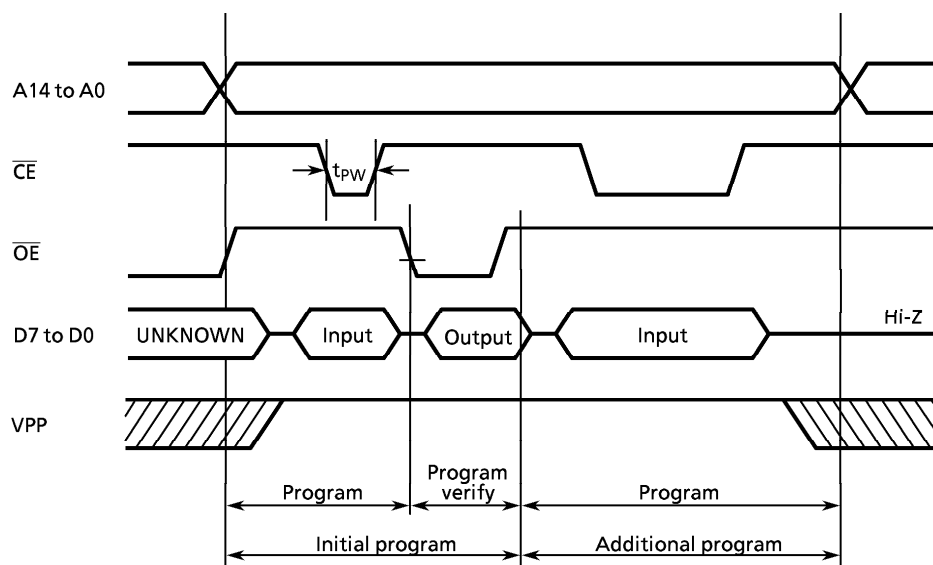 A14 to A0
CE
tPW
OE
D7 to D0
UNKNOWN
Input
Output
Input
Hi-Z
VPP
Program
Program
verify
Program
Initial program
Additional program